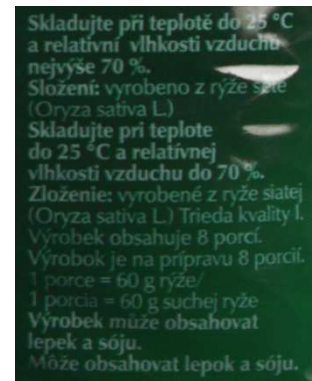 Skladujte při teplotě do 25 °C
a relativní vlhkosti vzduchu
nejvýše 70 %.
Složení: vyrobeno z rýže seté
(Oryza sativa L.)
Skladujte pri teplote
do 25 °C a relatívnej
vlhkosti vzduchu do 70 %.
Zloženie: vyrobené z ryže siatej
(Oryza sativa L.) Trieda kvality I.
Výrobek obsahuje 8 porcí.
Výrobok je na prípravu 8 porcií.
1 porce = 60 g rýže/
1 porcia = 60 g suchej ryže
Výrobek může obsahovat
lepek a sóju.
Môže obsahovať lepok a sóju.